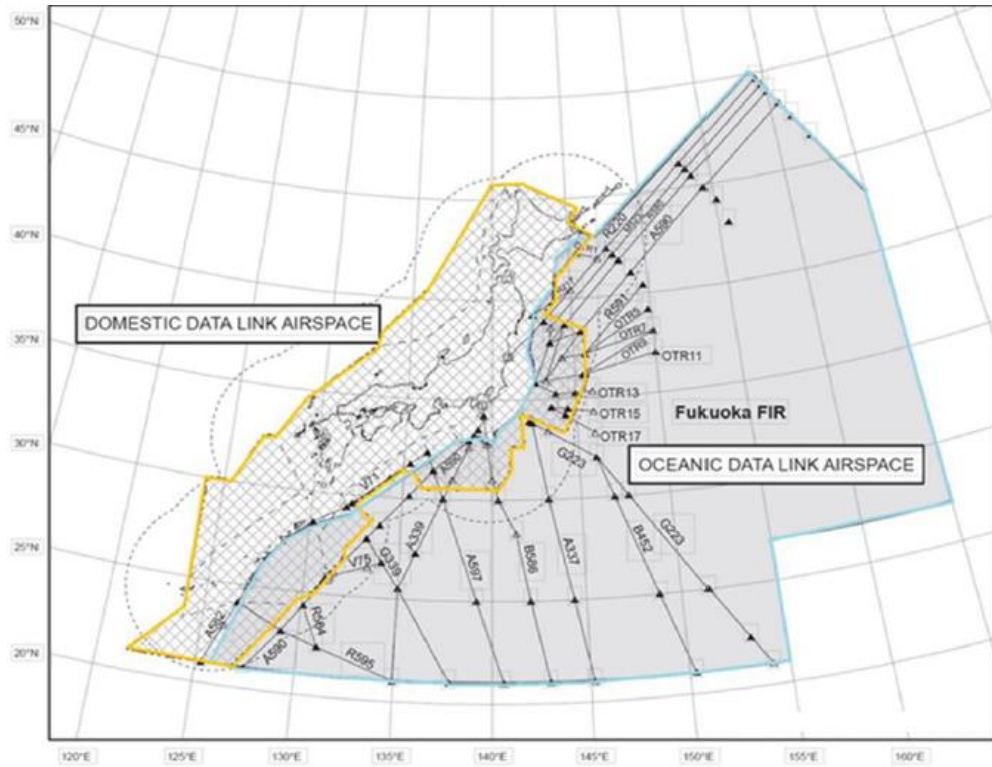 50°N
45°N
40°N
35°N
30°N
25°N
20°N
DOMESTIC DATA LINK AIRSPACE
R220
A590
R591
OTR5
OTR7
OTR9
OTR11
OTR13
OTR15
OTR17
Fukuoka FIR
OCEANIC DATA LINK AIRSPACE
G223
V71
A590
A339
V75
G339
A597
B586
A337
B452
G223
A582
A590
R584
R595
120°E
125°E
130°E
135°E
140°E
145°E
150°E
155°E
160°E